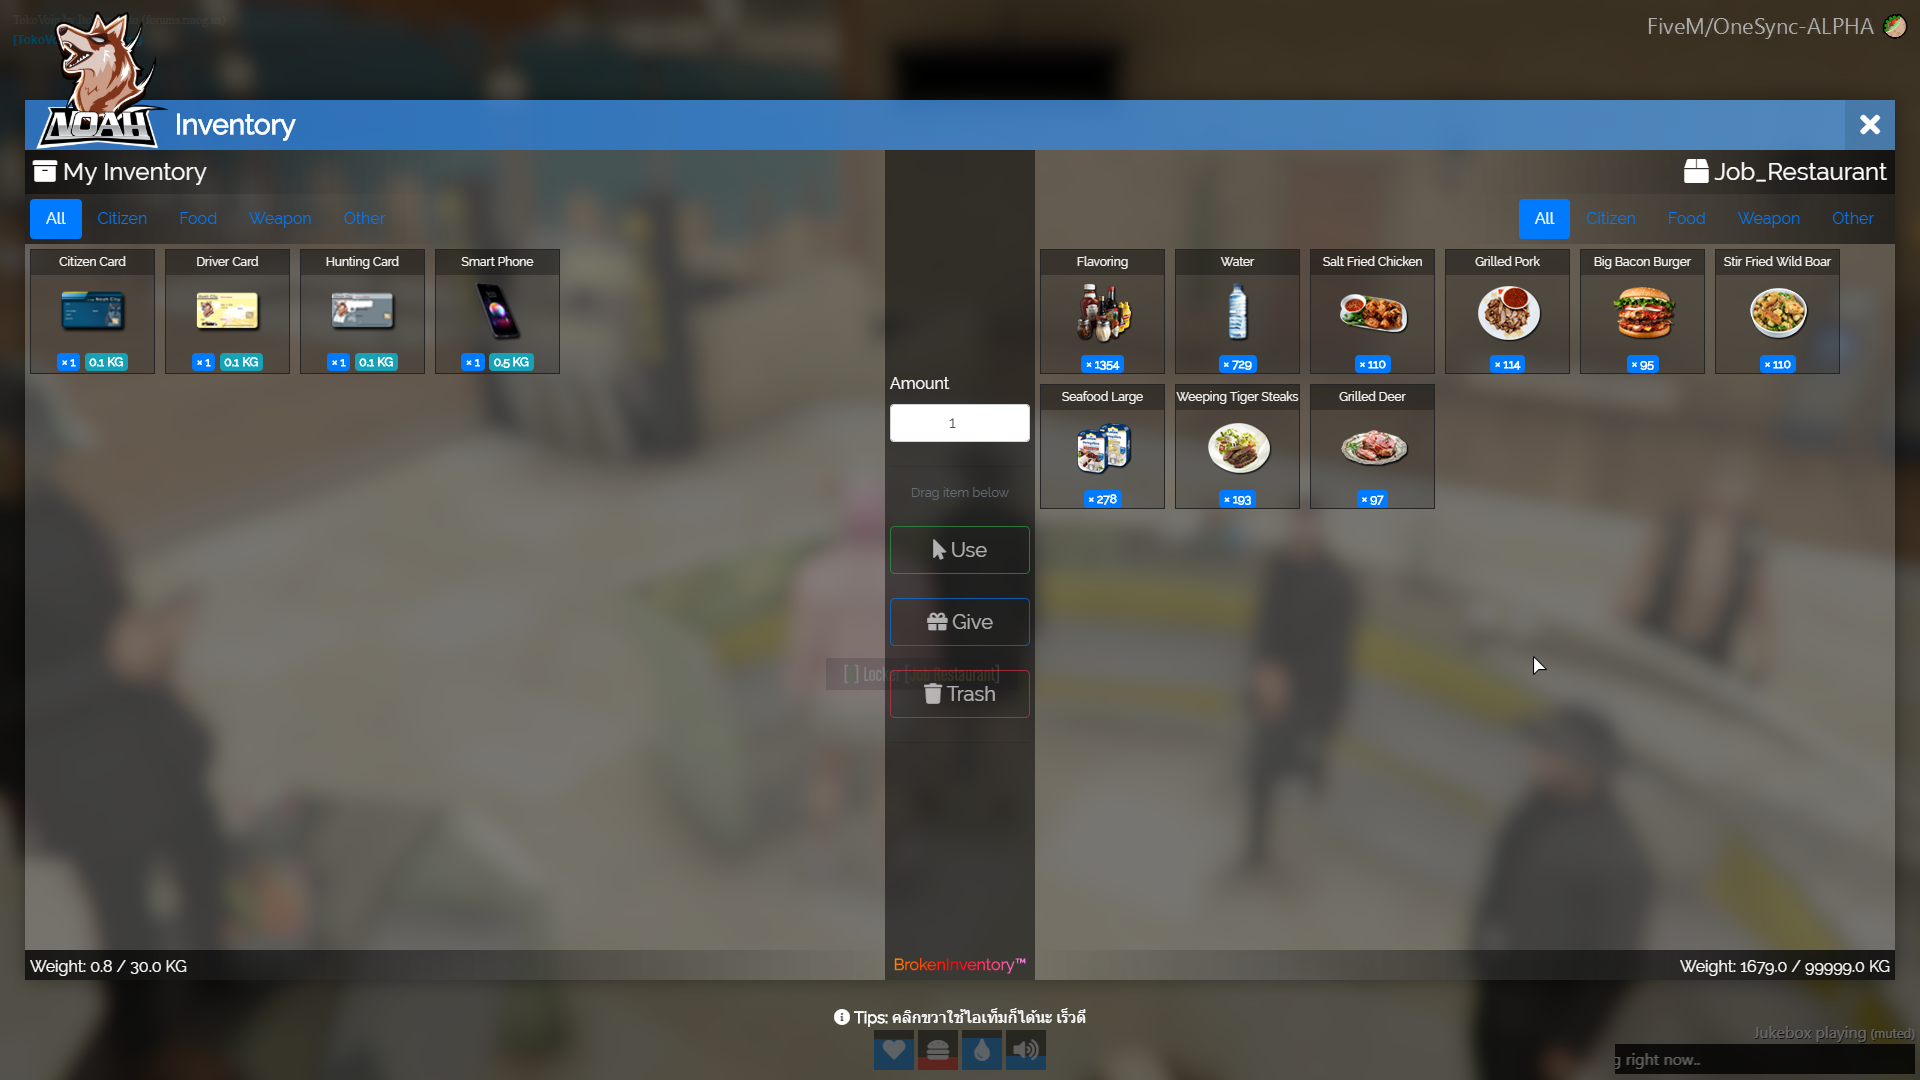 FiveM/OneSync-ALPHA
NOAH
Inventory
My Inventory
Job_Restaurant
All Citizen Food Weapon Other
All Citizen Food Weapon Other
Citizen Card Driver Card Hunting Card Smart Phone
× 1 0.1 KG × 1 0.1 KG × 1 0.1 KG × 1 0.5 KG
Flavoring Water Salt Fried Chicken Grilled Pork Big Bacon Burger Stir Fried Wild Boar
× 1354 × 729 × 110 × 114 × 95 × 110
Seafood Large Weeping Tiger Steaks Grilled Deer
× 278 × 193 × 97
Amount
1
Drag item below
Use
Give
[ ] Locker [Job Restaurant]
Trash
BrokenInventory™
Weight: 0.8 / 30.0 KG
Weight: 1679.0 / 99999.0 KG
Tips: คลิกขวาใช้ไอเท็มก็ได้นะ เร็วดี
Jukebox playing (muted)
g right now..